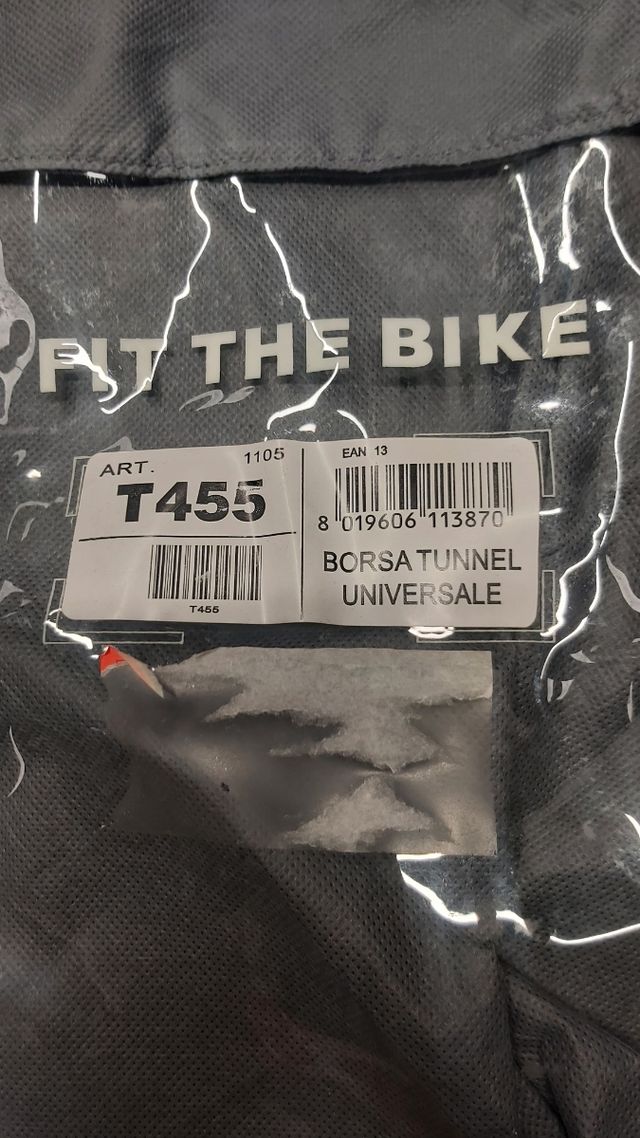 FIT THE BIKE
ART. 1105
T455
T455
EAN 13
8 019606 113870
BORSA TUNNEL
UNIVERSALE